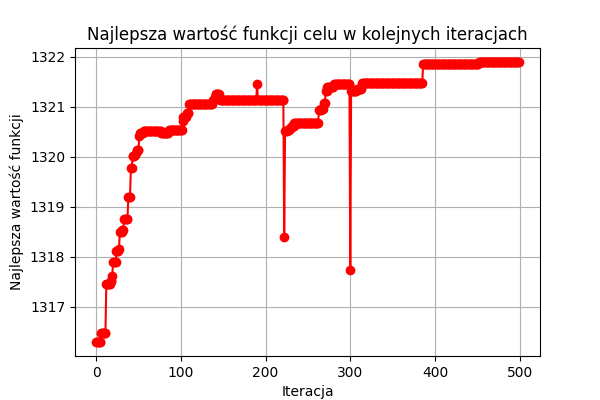 Najlepsza wartość funkcji celu w kolejnych iteracjach
Najlepsza wartość funkcji
1322
1321
1320
1319
1318
1317
0 100 200 300 400 500
Iteracja